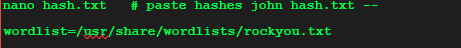 nano hash.txt   # paste hashes john hash.txt --
wordlist=/usr/share/wordlists/rockyou.txt